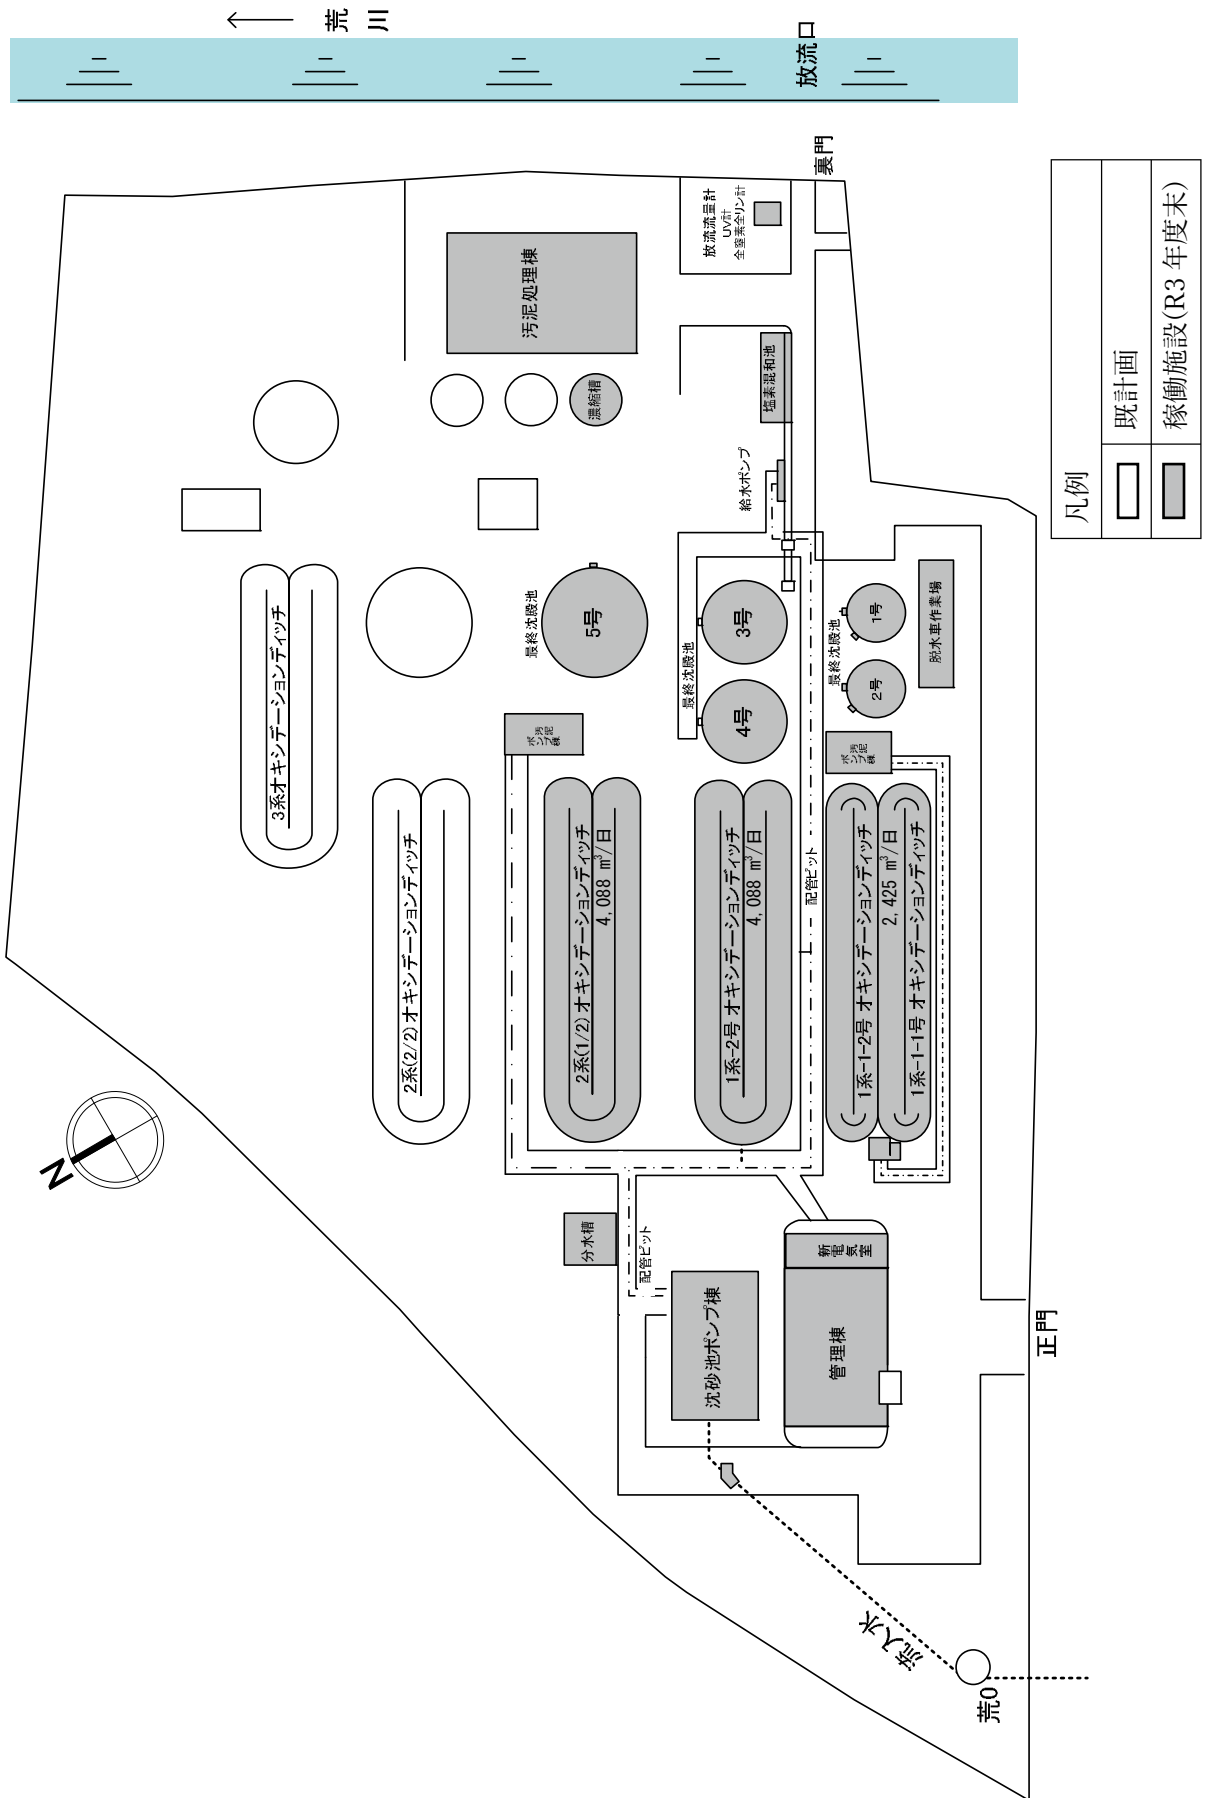 荒川
放流口
裏門
放流流量計
UV計
全窒素全リン計
汚泥処理棟
濃縮槽
塩素混和池
給水ポンプ
最終沈殿池
5号
最終沈殿池
3号
4号
最終沈殿池
1号
2号
脱水車作業場
汚泥
ポンプ棟
汚泥
ポンプ棟
3系オキシデーションディッチ
2系(2/2)オキシデーションディッチ
2系(1/2)オキシデーションディッチ
4,088 m³/日
1系-2号 オキシデーションディッチ
4,088 m³/日
配管ピット
1系-1-2号 オキシデーションディッチ
2,425 m³/日
1系-1-1号 オキシデーションディッチ
N
分水槽
配管ピット
沈砂池ポンプ棟
新電気室
管理棟
正門
流入水
荒0
凡例
既計画
稼働施設(R3 年度末)